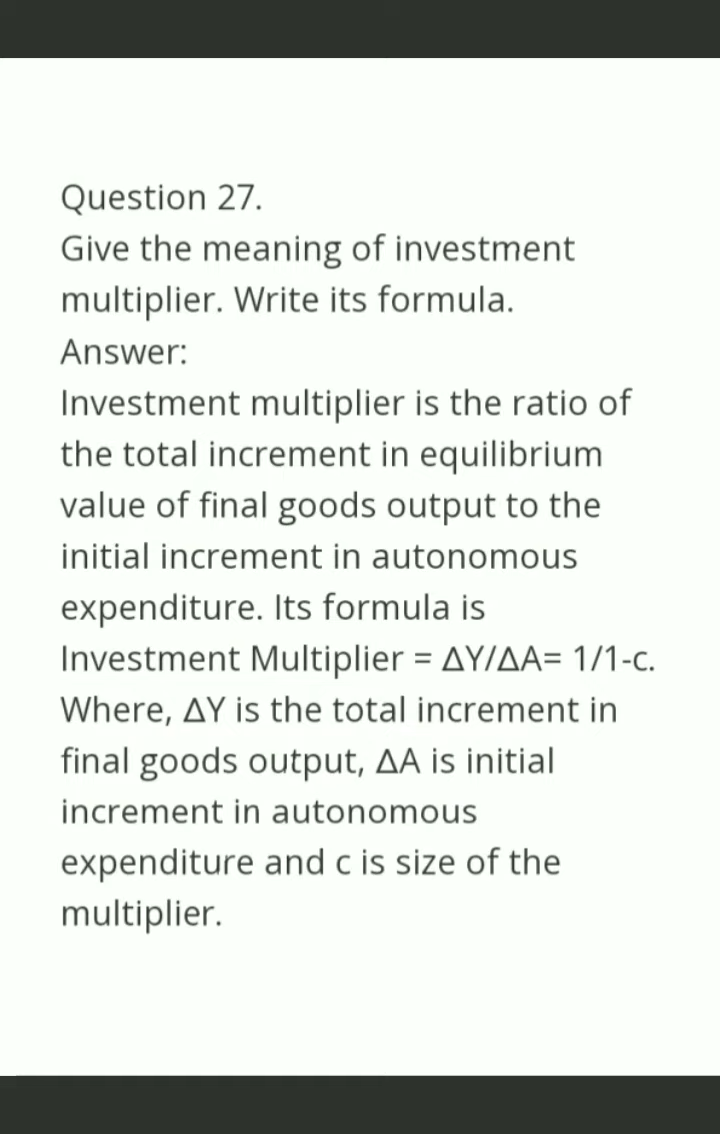 Question 27.
Give the meaning of investment
multiplier. Write its formula.
Answer:
Investment multiplier is the ratio of
the total increment in equilibrium
value of final goods output to the
initial increment in autonomous
expenditure. Its formula is
Investment Multiplier = ΔY/ΔA= 1/1-c.
Where, ΔY is the total increment in
final goods output, ΔA is initial
increment in autonomous
expenditure and c is size of the
multiplier.